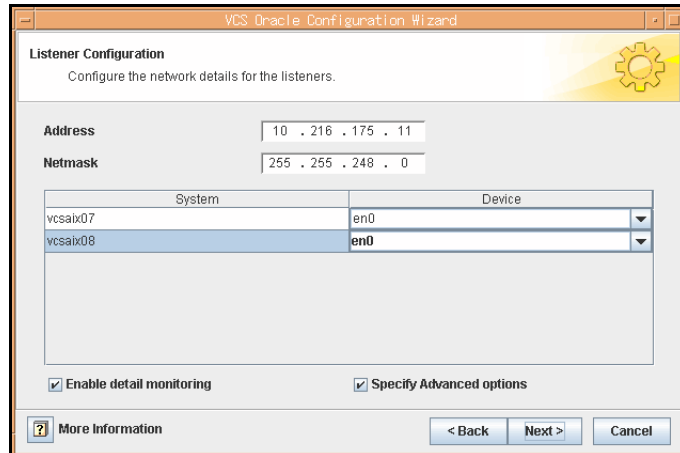 VCS Oracle Configuration Wizard
Listener Configuration
Configure the network details for the listeners.
Address 10 . 216 . 175 . 11
Netmask 255 . 255 . 248 . 0
System Device
vcsaix07 en0
vcsaix08 en0
Enable detail monitoring Specify Advanced options
? More Information < Back Next > Cancel